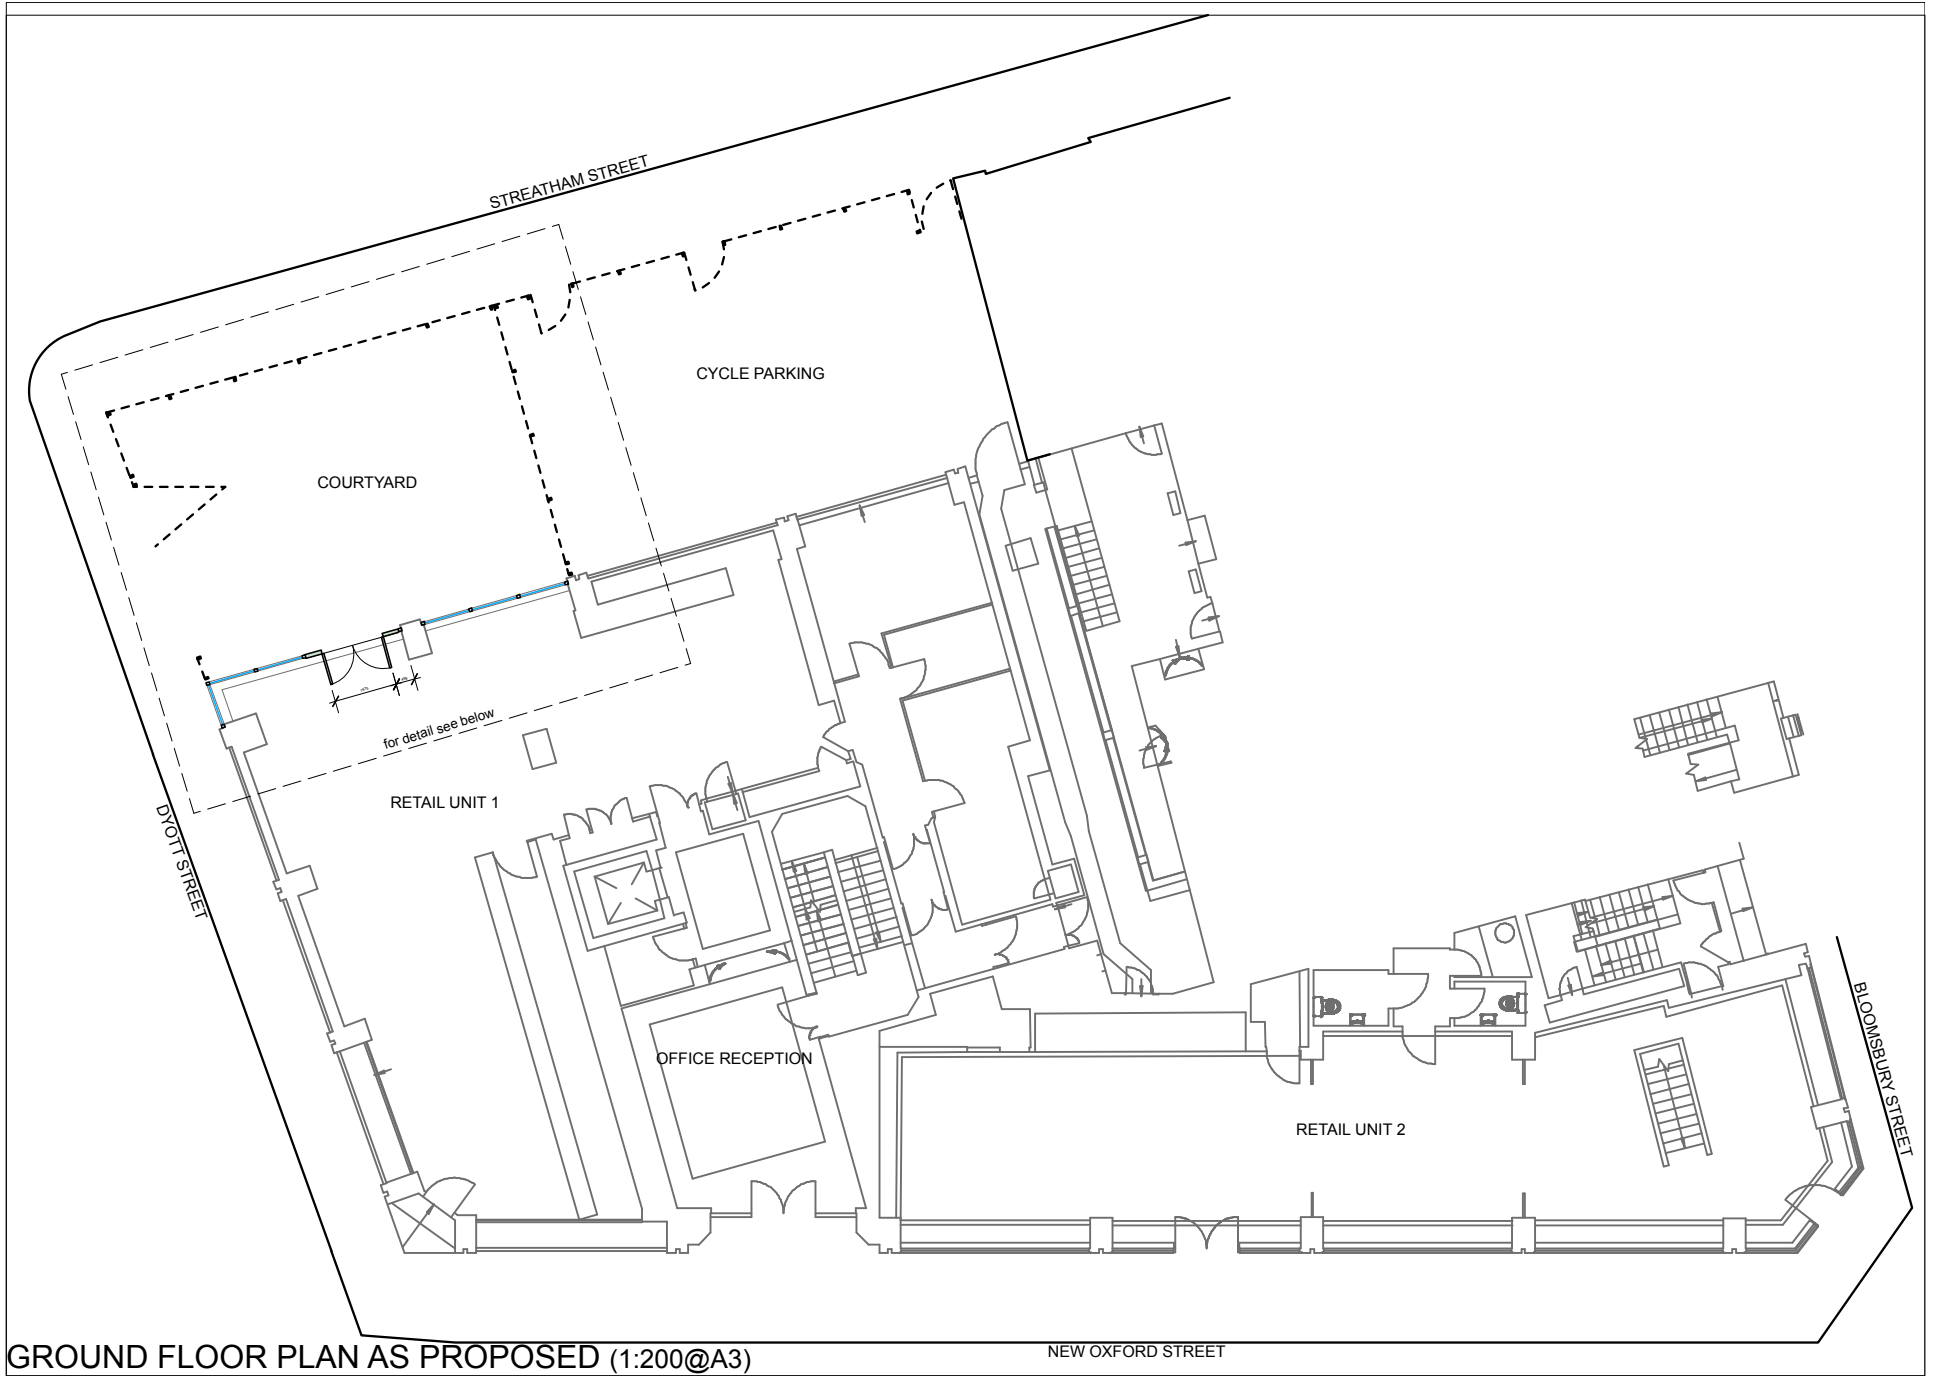 STREATHAM STREET
CYCLE PARKING
COURTYARD
for detail see below
RETAIL UNIT 1
DYOTT STREET
OFFICE RECEPTION
BLOOMSBURY STREET
RETAIL UNIT 2
NEW OXFORD STREET
GROUND FLOOR PLAN AS PROPOSED (1:200@A3)